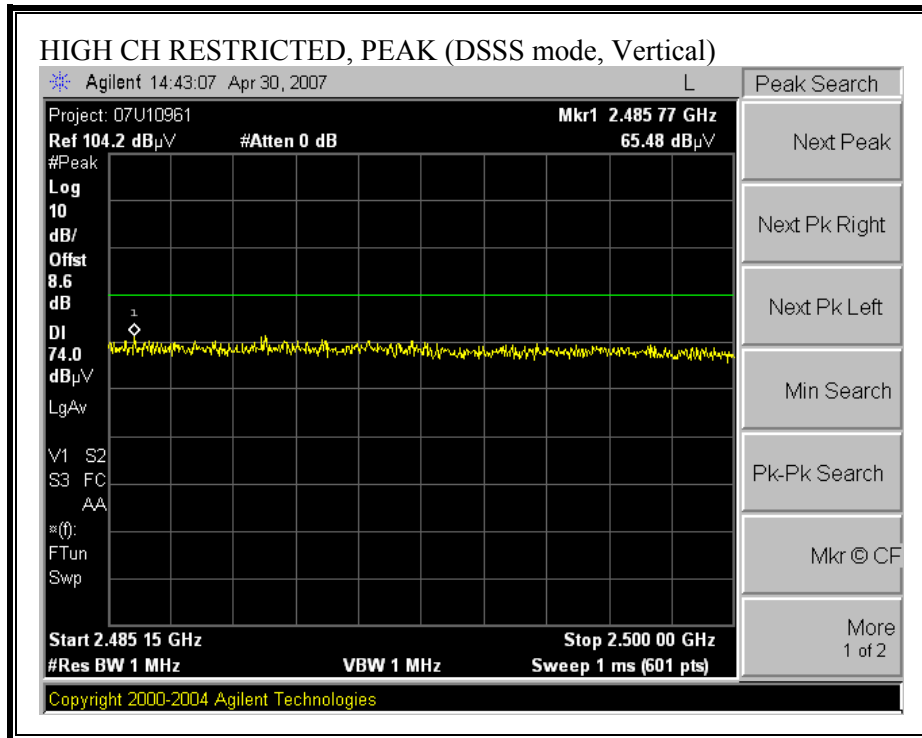 HIGH CH RESTRICTED, PEAK (DSSS mode, Vertical)
Agilent 14:43:07 Apr 30, 2007 L
Project: 07U10961 Mkr1 2.485 77 GHz
Ref 104.2 dBµV #Atten 0 dB 65.48 dBµV
#Peak
Log
10
dB/
Offst
8.6
dB
DI
74.0
dBµV
LgAv
V1 S2
S3 FC
AA
¤(f):
FTun
Swp
1
Start 2.485 15 GHz Stop 2.500 00 GHz
#Res BW 1 MHz VBW 1 MHz Sweep 1 ms (601 pts)
Copyright 2000-2004 Agilent Technologies
Peak Search
Next Peak
Next Pk Right
Next Pk Left
Min Search
Pk-Pk Search
Mkr © CF
More
1 of 2